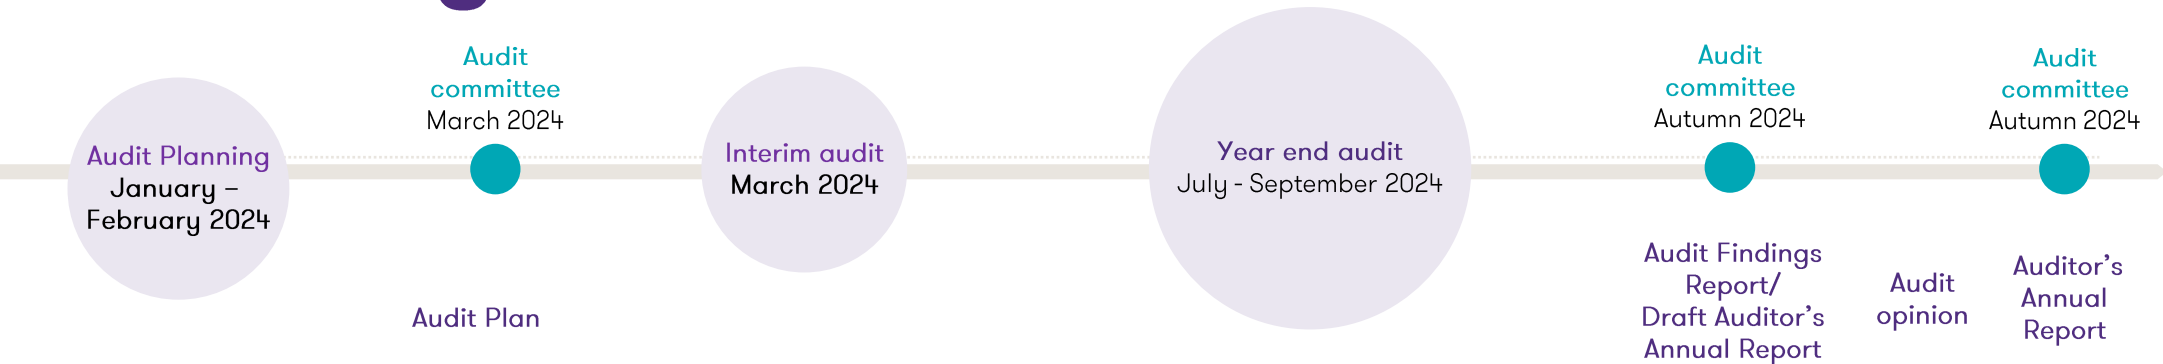 Audit Planning
January –
February 2024
Audit
committee
March 2024
Audit Plan
Interim audit
March 2024
Year end audit
July - September 2024
Audit
committee
Autumn 2024
Audit Findings
Report/
Draft Auditor’s
Annual Report
Audit
opinion
Audit
committee
Autumn 2024
Auditor’s
Annual
Report